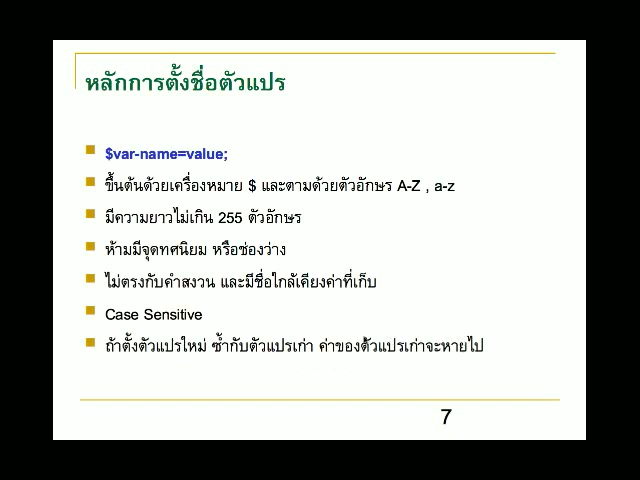 หลักการตั้งชื่อตัวแปร
$var-name=value;
ขึ้นต้นด้วยเครื่องหมาย $ และตามด้วยตัวอักษร A-Z , a-z
มีความยาวไม่เกิน 255 ตัวอักษร
ห้ามมีจุดทศนิยม หรือช่องว่าง
ไม่ตรงกับคำสงวน และมีชื่อใกล้เคียงค่าที่เก็บ
Case Sensitive
ถ้าตั้งตัวแปรใหม่ ซ้ำกับตัวแปรเก่า ค่าของตัวแปรเก่าจะหายไป
7